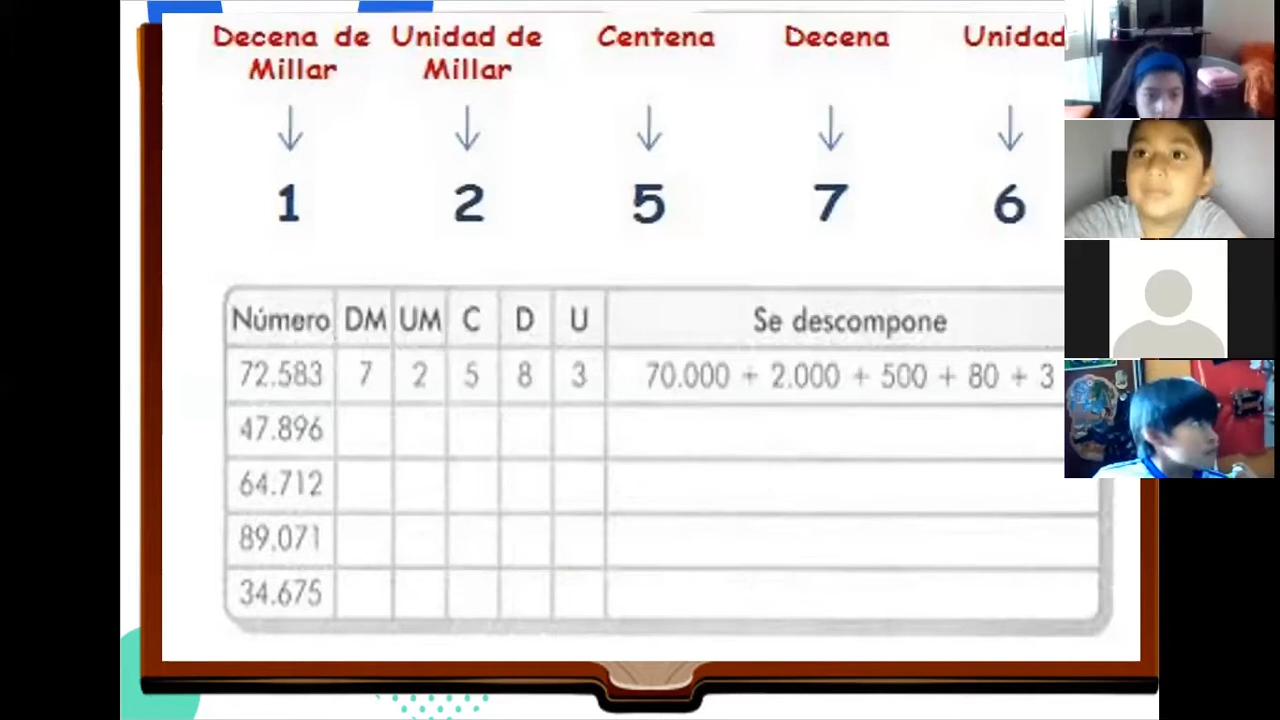 Decena de Millar Unidad de Millar Centena Decena Unidad
1 2 5 7 6
Número DM UM C D U Se descompone
72.583 7 2 5 8 3 70.000 + 2.000 + 500 + 80 + 3
47.896
64.712
89.071
34.675